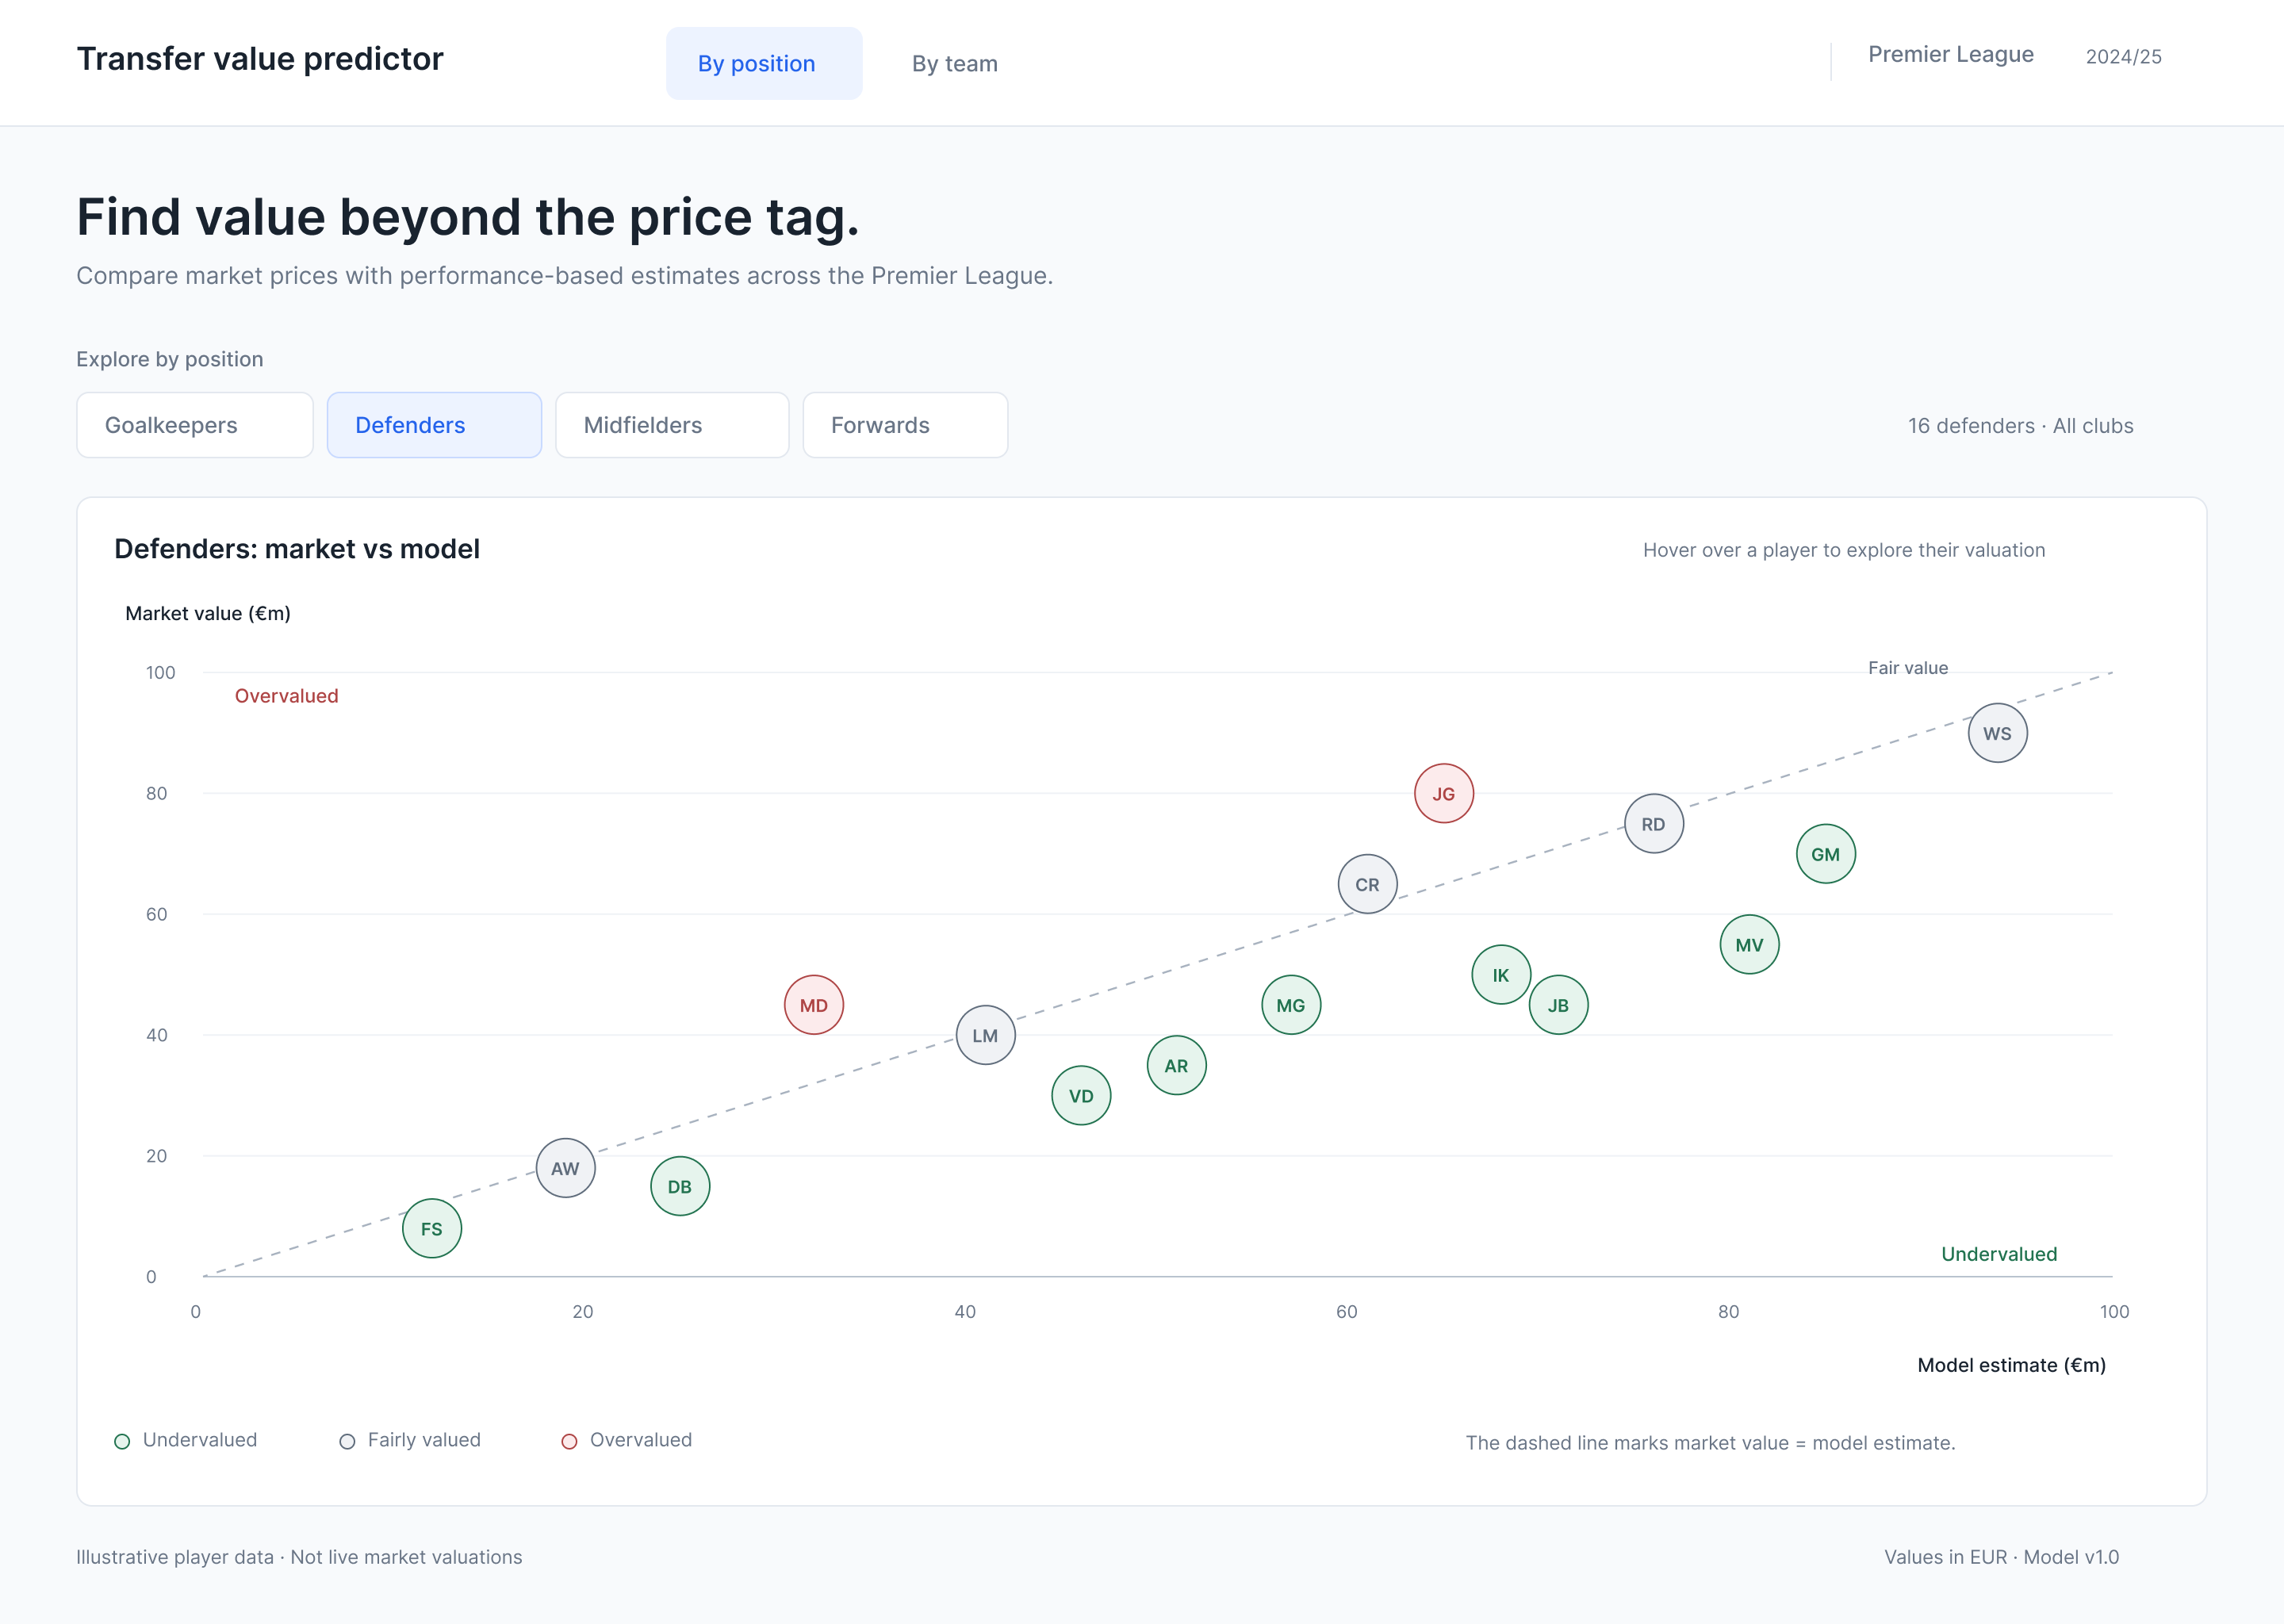 Transfer value predictor
By position
By team
Premier League
2024/25
Find value beyond the price tag.
Compare market prices with performance-based estimates across the Premier League.
Explore by position
Goalkeepers
Defenders
Midfielders
Forwards
16 defenders · All clubs
Defenders: market vs model
Hover over a player to explore their valuation
Market value (€m)
100
Fair value
Overvalued
WS
80
JG
RD
GM
CR
60
MV
IK
MD
MG
JB
40
LM
AR
VD
20
AW
DB
FS
Undervalued
0
0
20
40
60
80
100
Model estimate (€m)
Undervalued
Fairly valued
Overvalued
The dashed line marks market value = model estimate.
Illustrative player data · Not live market valuations
Values in EUR · Model v1.0